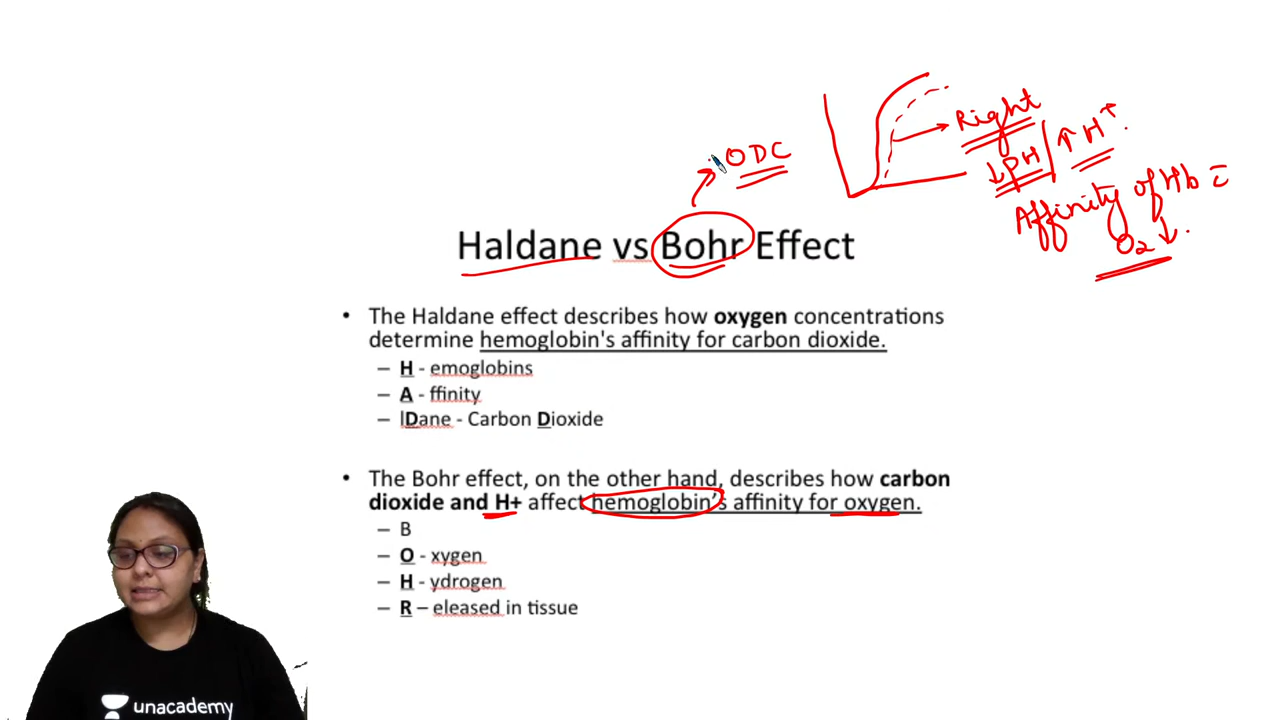 Right
ODC
↓PH / ↑ H⁺.
Affinity of Hb c̄
O₂ ↓.
Haldane vs Bohr Effect
• The Haldane effect describes how oxygen concentrations
determine hemoglobin's affinity for carbon dioxide.
– H - emoglobins
– A - ffinity
– lDane - Carbon Dioxide
• The Bohr effect, on the other hand, describes how carbon
dioxide and H+ affect hemoglobin's affinity for oxygen.
– B
– O - xygen
– H - ydrogen
– R – eleased in tissue
unacademy